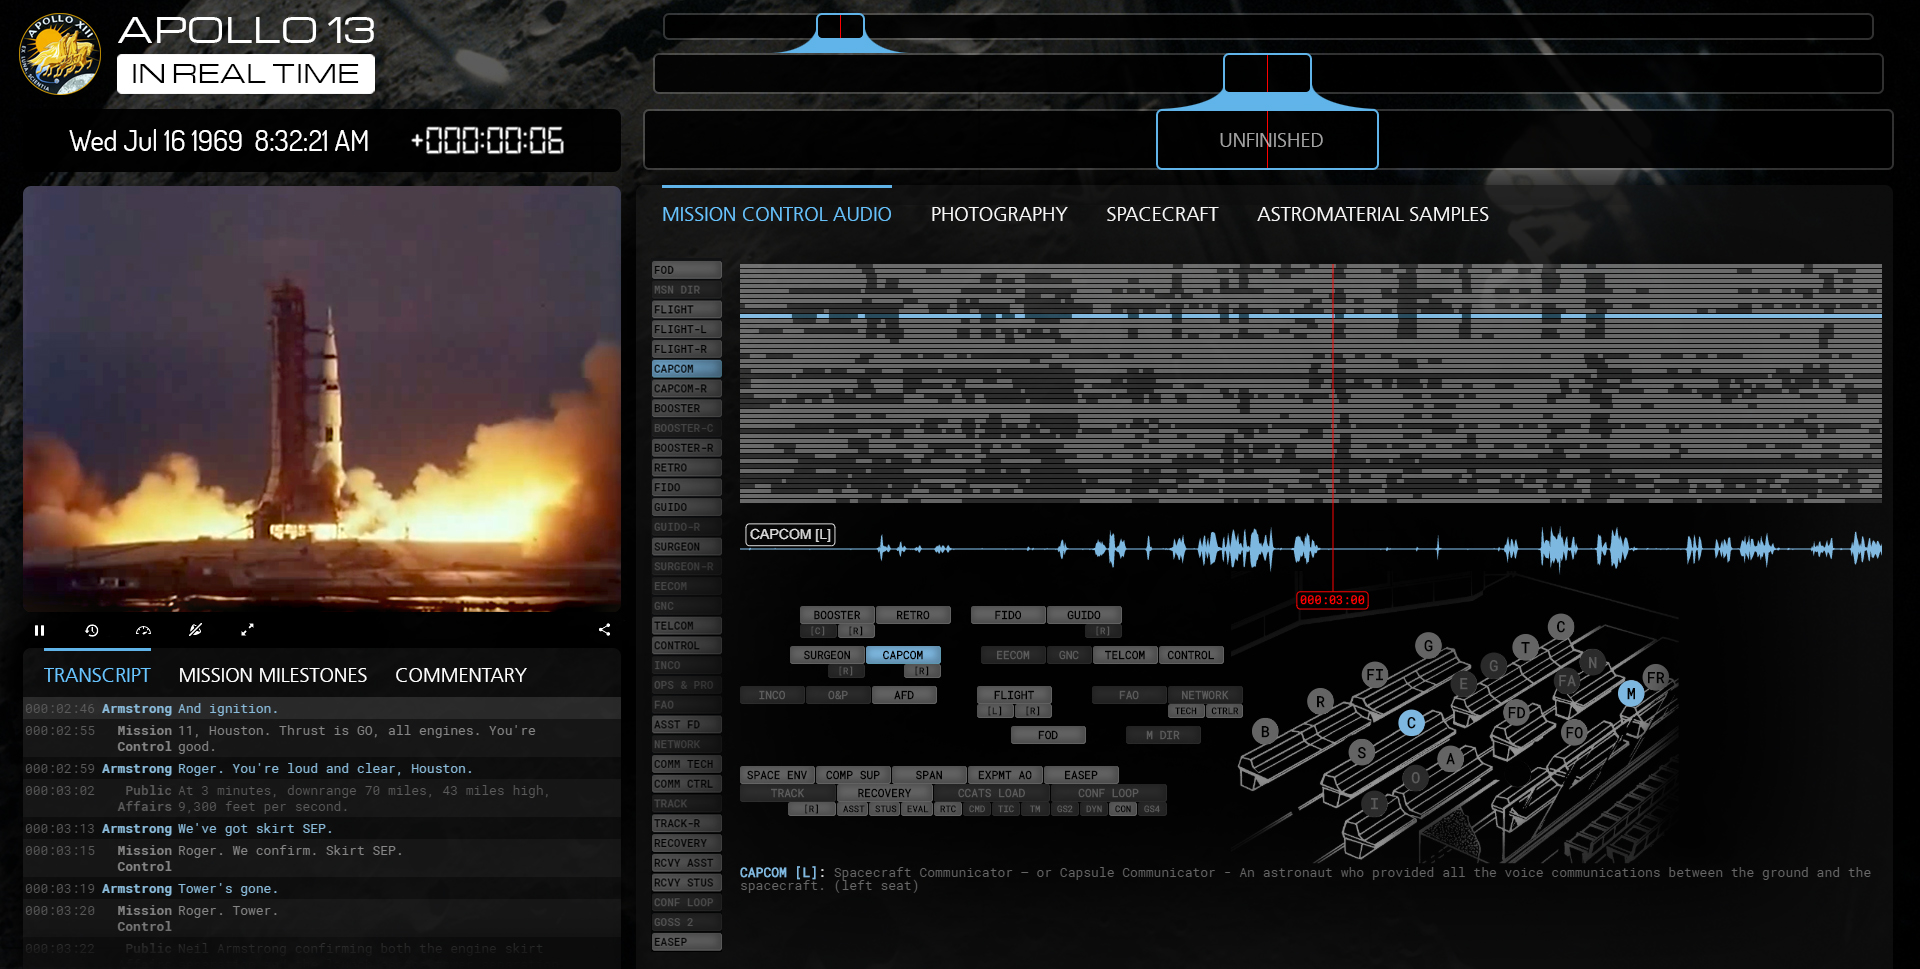 APOLLO XIII
EX LUNA, SCIENTIA
APOLLO 13
IN REAL TIME
Wed Jul 16 1969 8:32:21 AM
+000:00:06
UNFINISHED
TRANSCRIPT MISSION MILESTONES COMMENTARY
000:02:46 Armstrong And ignition.
000:02:55 Mission 11, Houston. Thrust is GO, all engines. You're
Control good.
000:02:59 Armstrong Roger. You're loud and clear, Houston.
000:03:02 Public At 3 minutes, downrange 70 miles, 43 miles high,
Affairs 9,300 feet per second.
000:03:13 Armstrong We've got skirt SEP.
000:03:15 Mission Roger. We confirm. Skirt SEP.
Control
000:03:19 Armstrong Tower's gone.
000:03:20 Mission Roger. Tower.
Control
000:03:22 Public Neil Armstrong confirming both the engine skirt
MISSION CONTROL AUDIO PHOTOGRAPHY SPACECRAFT ASTROMATERIAL SAMPLES
FOD
MSN DIR
FLIGHT
FLIGHT-L
FLIGHT-R
CAPCOM
CAPCOM-R
BOOSTER
BOOSTER-C
BOOSTER-R
RETRO
FIDO
GUIDO
GUIDO-R
SURGEON
SURGEON-R
EECOM
GNC
TELCOM
CONTROL
INCO
OPS & PRO
FAO
ASST FD
NETWORK
COMM TECH
COMM CTRL
TRACK
TRACK-R
RECOVERY
RCVY ASST
RCVY STUS
CONF LOOP
GOSS 2
EASEP
CAPCOM [L]
000:03:00
BOOSTER RETRO FIDO GUIDO
[C] [R] [R]
SURGEON CAPCOM EECOM GNC TELCOM CONTROL
[R] [R]
INCO O&P AFD FLIGHT FAO NETWORK
[L] [R] TECH CTRLR
FOD M DIR
SPACE ENV COMP SUP SPAN EXPMT AO EASEP
TRACK RECOVERY CCATS LOAD CONF LOOP
[R] ASST STUS EVAL RTC CMD TIC TM GS2 DYN CON GS4
C
G T
G N
FI E FA FR
R M
C FD
B FO
S A
O
I
CAPCOM [L]: Spacecraft Communicator – or Capsule Communicator - An astronaut who provided all the voice communications between the ground and the
spacecraft. (left seat)